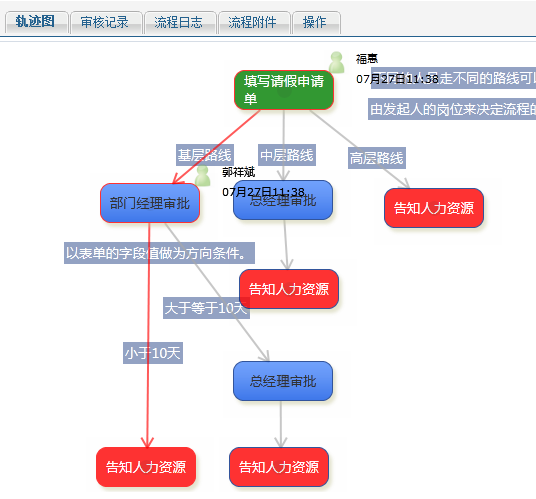 轨迹图 审核记录 流程日志 流程附件 操作
福惠
填写请假申请
单
走不同的路线可以
07月27日11:38
由发起人的岗位来决定流程的
基层路线 中层路线 高层路线
郭祥斌
07月27日11:38
部门经理审批 总经理审批 告知人力资源
以表单的字段值做为方向条件。
告知人力资源
大于等于10天
小于10天
总经理审批
告知人力资源 告知人力资源